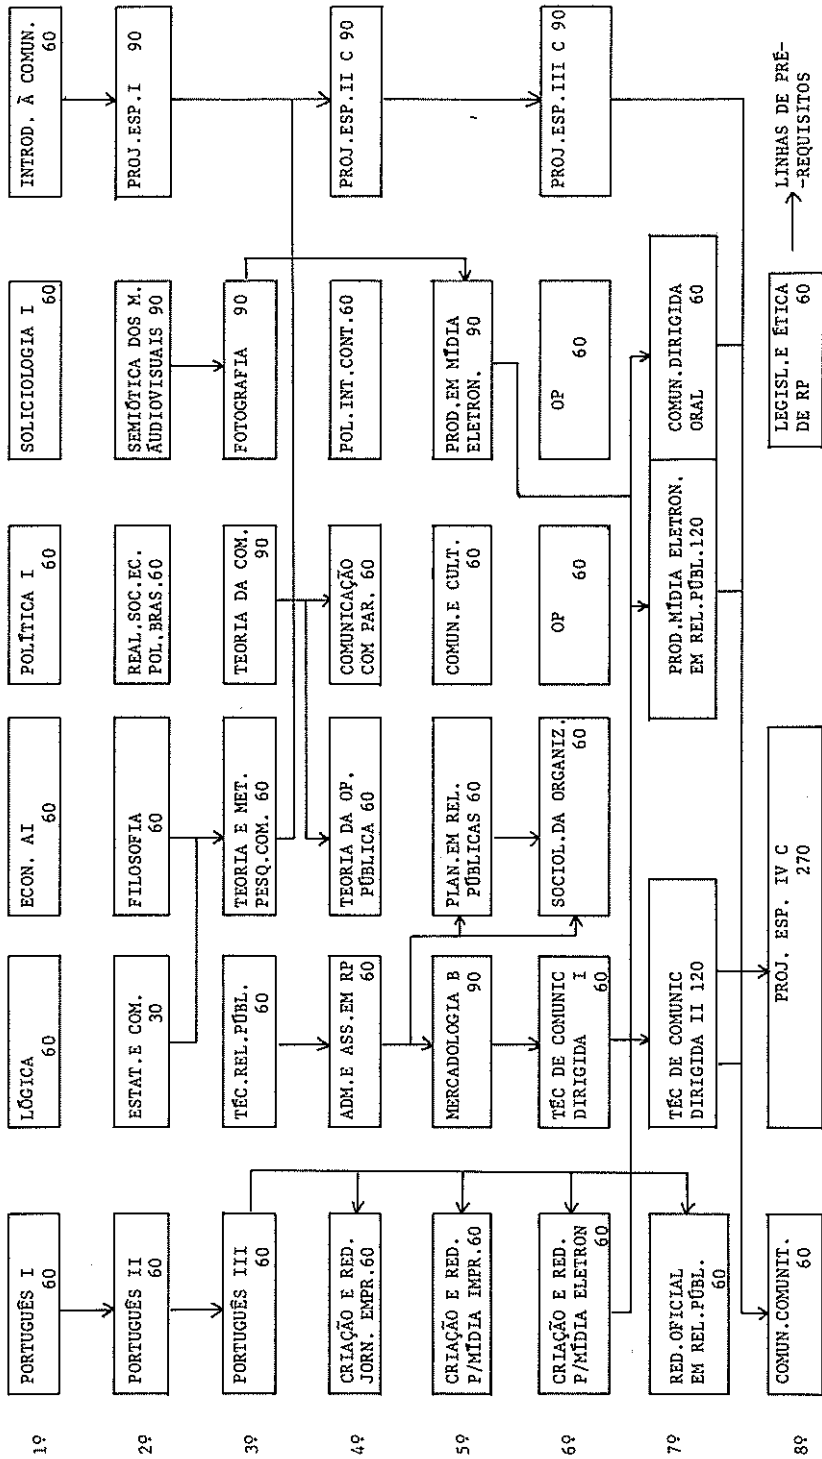 1º
PORTUGUÊS I
60
LÓGICA
60
ECON. AI
60
POLÍTICA I
60
SOLICIOLOGIA I
60
INTROD. À COMUN.
60
2º
PORTUGUÊS II
60
ESTAT.E COM.
30
FILOSOFIA
60
REAL.SOC.EC.
POL.BRAS.60
SEMIÓTICA DOS M.
ÁUDIOVISUAIS 90
PROJ.ESP.I 90
3º
PORTUGUÊS III
60
TÉC.REL.PÚBL.
60
TEORIA E MET.
PESQ.COM. 60
TEORIA DA COM.
90
FOTOGRAFIA 90
4º
CRIAÇÃO E RED.
JORN. EMPR.60
ADM.E ASS.EM RP
60
TEORIA DA OP.
PÚBLICA 60
COMUNICAÇÃO
COM PAR. 60
POL.INT.CONT.60
PROJ.ESP.II C 90
5º
CRIAÇÃO E RED.
P/MÍDIA IMPR.60
MERCADOLOGIA B
90
PLAN.EM REL.
PÚBLICAS 60
COMUN.E CULT.
60
PROD.EM MÍDIA
ELETRON. 90
6º
CRIAÇÃO E RED.
P/MÍDIA ELETRON
60
TÉC DE COMUNIC
DIRIGIDA I
60
SOCIOL.DA ORGANIZ.
60
OP 60
OP 60
PROJ.ESP.III C 90
7º
RED.OFICIAL
EM REL.PÚBL.
60
TÉC DE COMUNIC
DIRIGIDA II 120
PROD.MÍDIA ELETRON.
EM REL.PÚBL.120
COMUN.DIRIGIDA
ORAL 60
8º
COMUN.COMUNIT.
60
PROJ. ESP. IV C
270
LEGISL.E ÉTICA
DE RP 60
LINHAS DE PRÉ-
-REQUISITOS